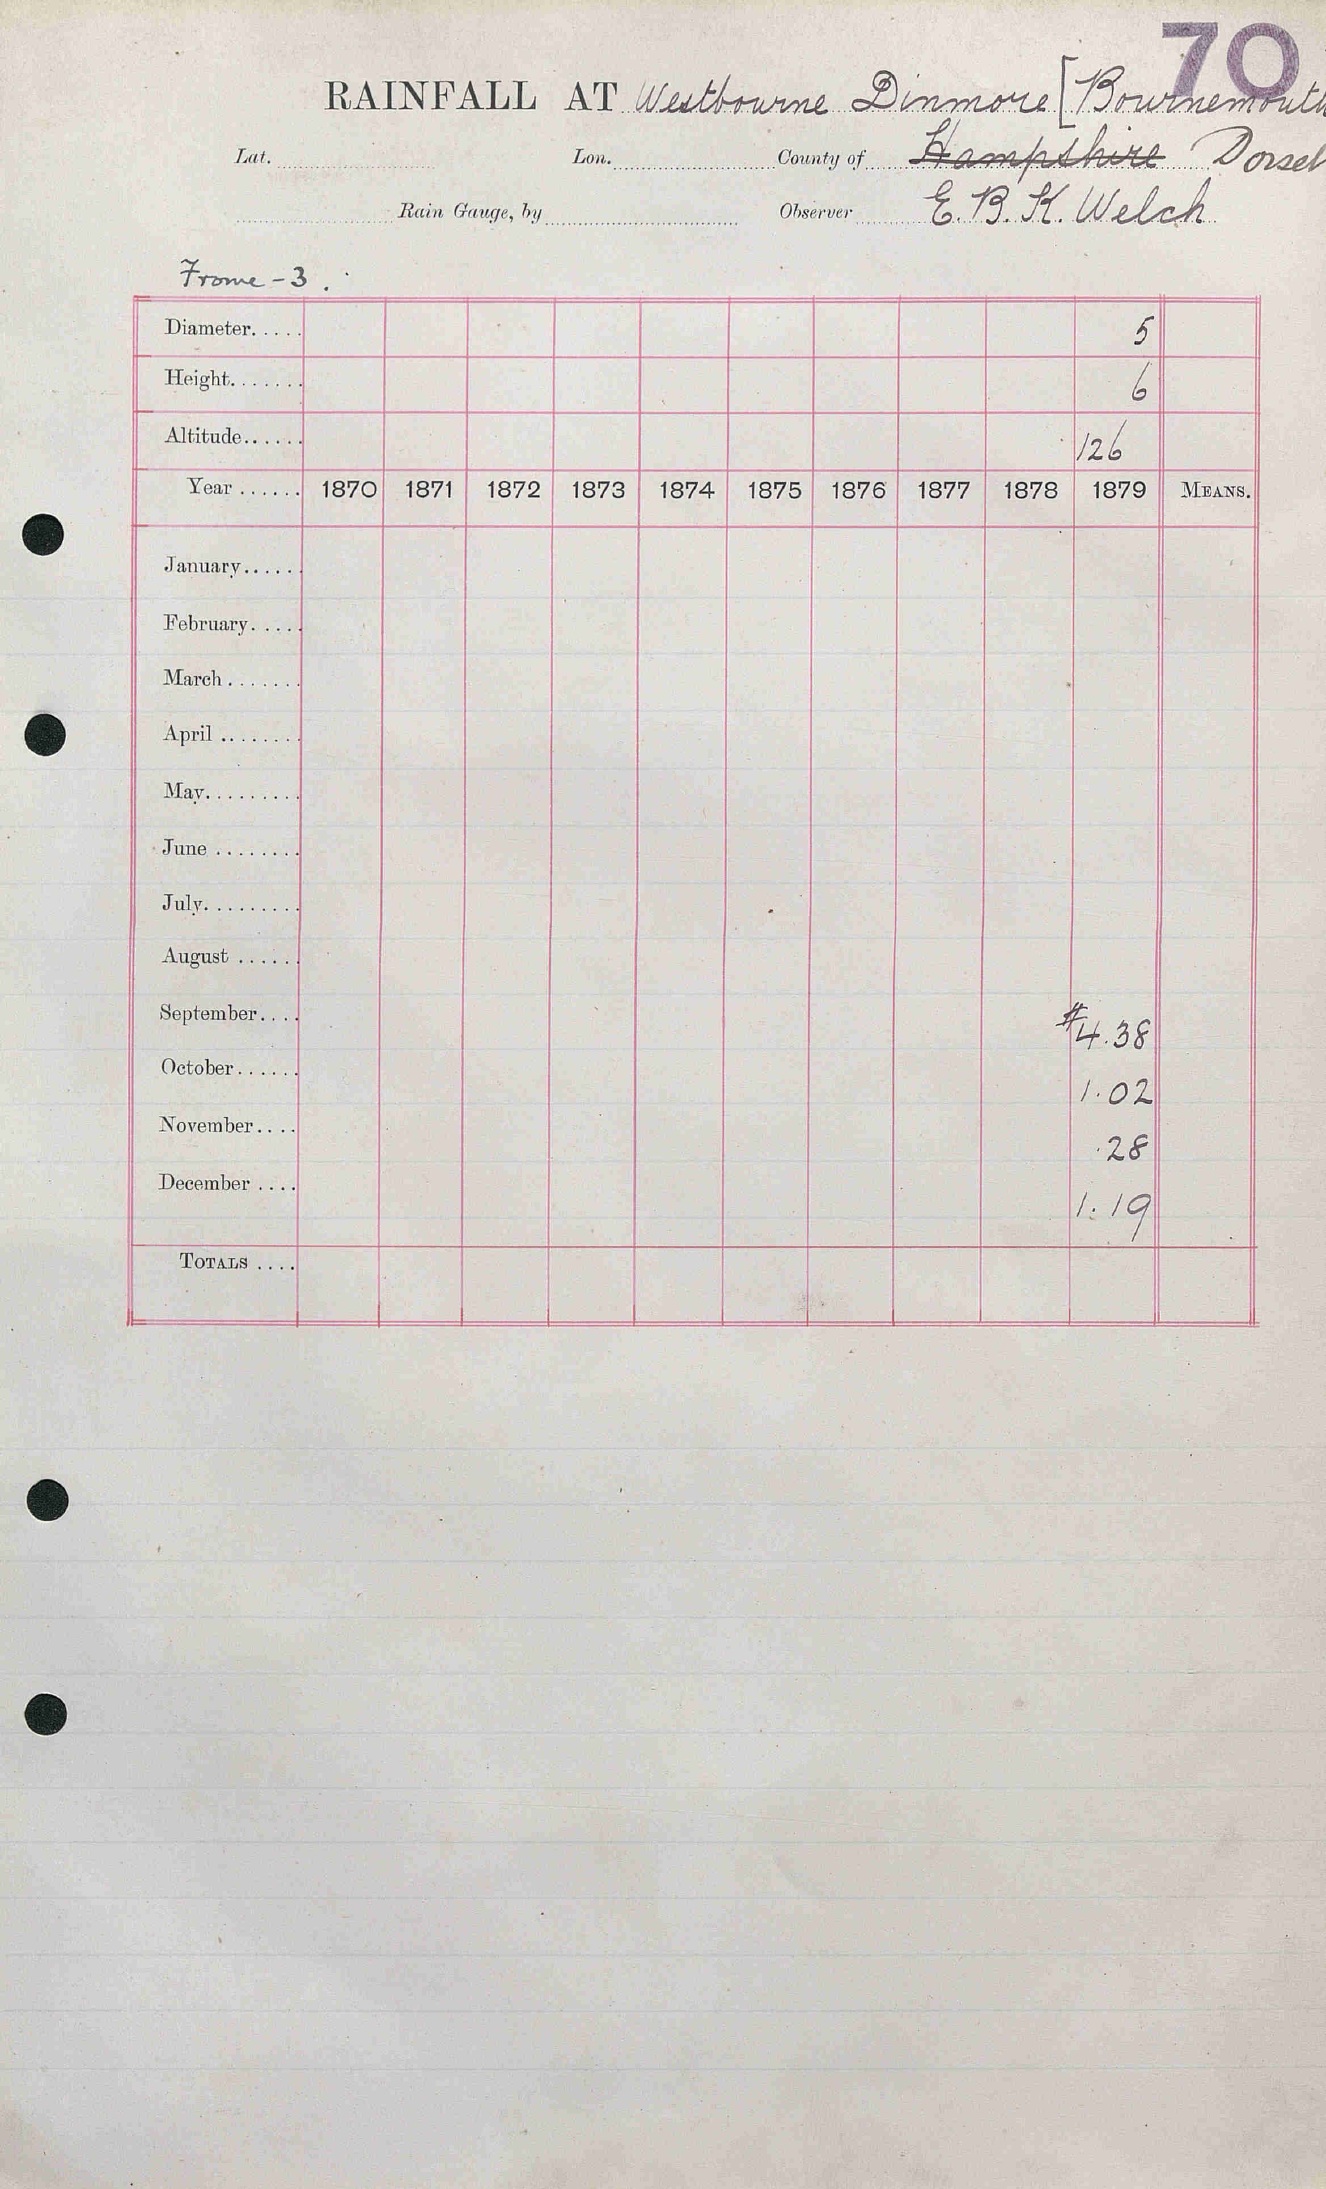 70
RAINFALL AT Westbourne Dinmore [Bournemouth
Lat. Lon. County of Hampshire Dorset
Rain Gauge, by Observer E. B. K. Welch
Frome - 3.
Diameter..... 5
Height....... 6
Altitude...... 126
Year ...... 1870 1871 1872 1873 1874 1875 1876 1877 1878 1879 MEANS.
January......
February.....
March.......
April ........
May.........
June ........
July.........
August ......
September.... #4.38
October...... 1.02
November.... .28
December .... 1.19
TOTALS ....